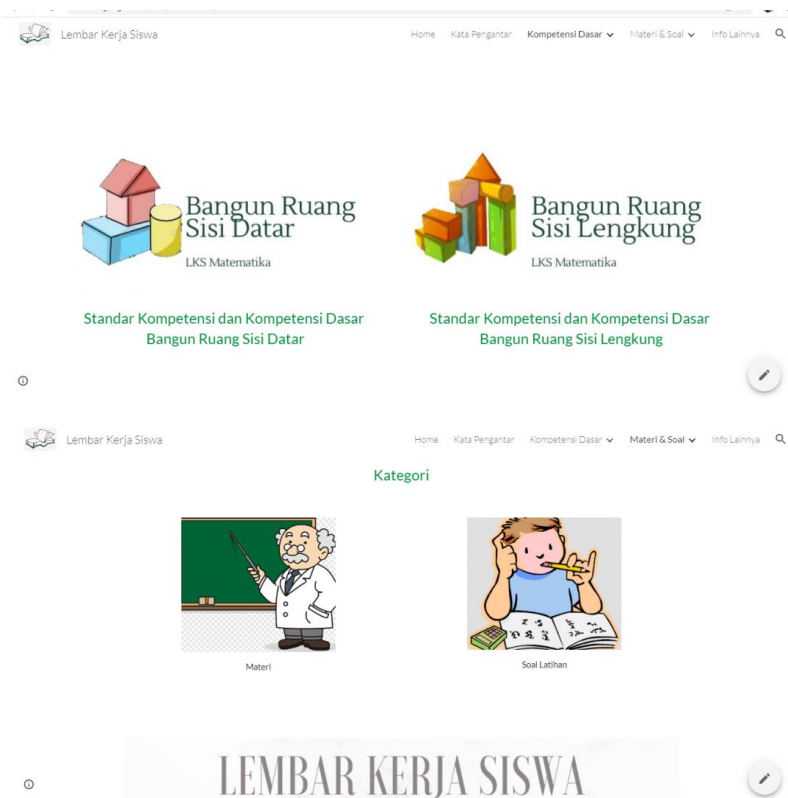 Lembar Kerja Siswa
Home Kata Pengantar Kompetensi Dasar Materi & Soal Info Lainnya
Bangun Ruang
Sisi Datar
LKS Matematika
Bangun Ruang
Sisi Lengkung
LKS Matematika
Standar Kompetensi dan Kompetensi Dasar
Bangun Ruang Sisi Datar
Standar Kompetensi dan Kompetensi Dasar
Bangun Ruang Sisi Lengkung
Lembar Kerja Siswa
Home Kata Pengantar Kompetensi Dasar Materi & Soal Info Lainnya
Kategori
Materi
Soal Latihan
LEMBAR KERJA SISWA